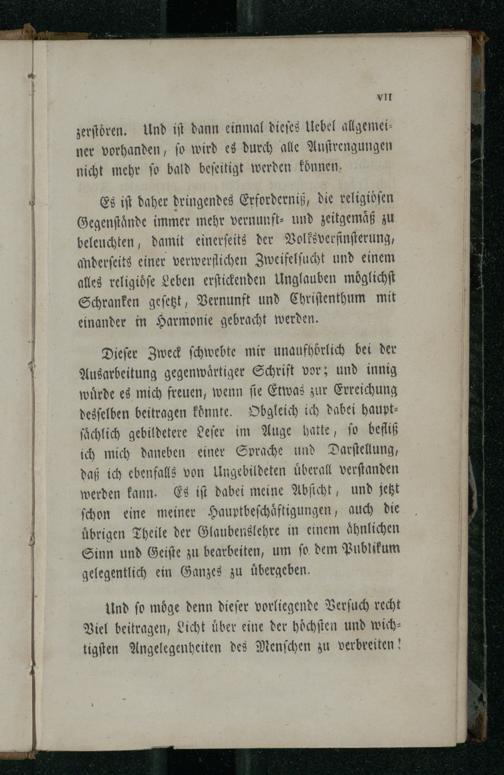 VII
zerstören. Und ist dann einmal dieses Uebel allgemei-
ner vorhanden, so wird es durch alle Anstrengungen
nicht mehr so bald beseitigt werden können.
Es ist daher dringendes Erforderniß, die religiösen
Gegenstände immer mehr vernunft- und zeitgemäß zu
beleuchten, damit einerseits der Volksverfinsterung,
anderseits einer verwerflichen Zweifelsucht und einem
alles religiöse Leben erstickenden Unglauben möglichst
Schranken gesetzt, Vernunft und Christenthum mit
einander in Harmonie gebracht werden.
Dieser Zweck schwebte mir unaufhörlich bei der
Ausarbeitung gegenwärtiger Schrift vor; und innig
würde es mich freuen, wenn sie Etwas zur Erreichung
desselben beitragen könnte. Obgleich ich dabei haupt-
sächlich gebildetere Leser im Auge hatte, so befliß
ich mich daneben einer Sprache und Darstellung,
daß ich ebenfalls von Ungebildeten überall verstanden
werden kann. Es ist dabei meine Absicht, und jetzt
schon eine meiner Hauptbeschäftigungen, auch die
übrigen Theile der Glaubenslehre in einem ähnlichen
Sinn und Geiste zu bearbeiten, um so dem Publikum
gelegentlich ein Ganzes zu übergeben.
Und so möge denn dieser vorliegende Versuch recht
Viel beitragen, Licht über eine der höchsten und wich-
tigsten Angelegenheiten des Menschen zu verbreiten!